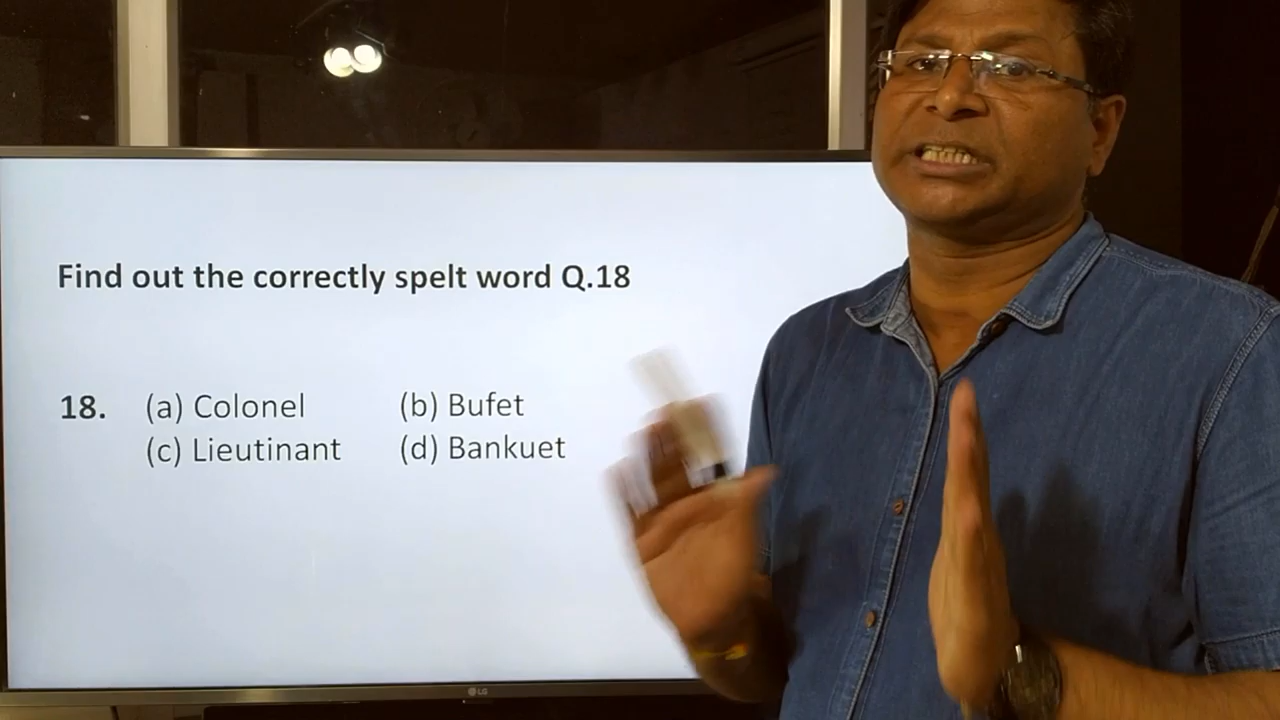 Find out the correctly spelt word Q.18
18. (a) Colonel (b) Bufet
(c) Lieutinant (d) Bankuet
LG